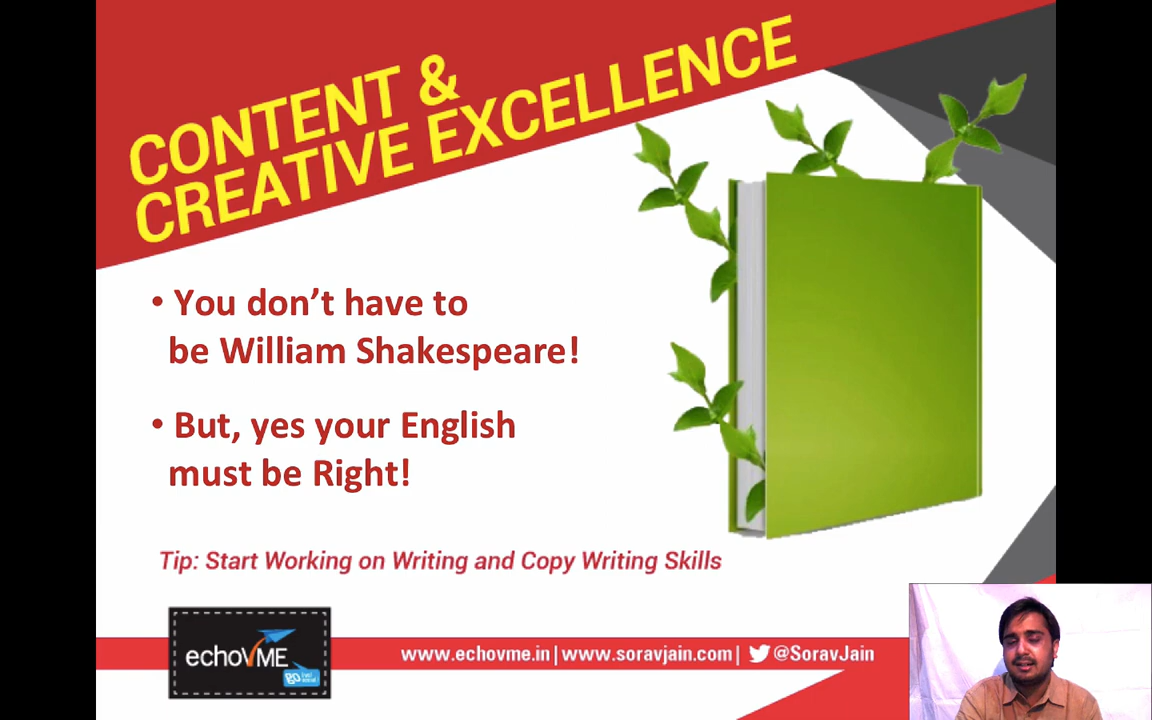 CONTENT &
CREATIVE EXCELLENCE
• You don’t have to
be William Shakespeare!
• But, yes your English
must be Right!
Tip: Start Working on Writing and Copy Writing Skills
echoVME
www.echovme.in|www.soravjain.com| @SoravJain